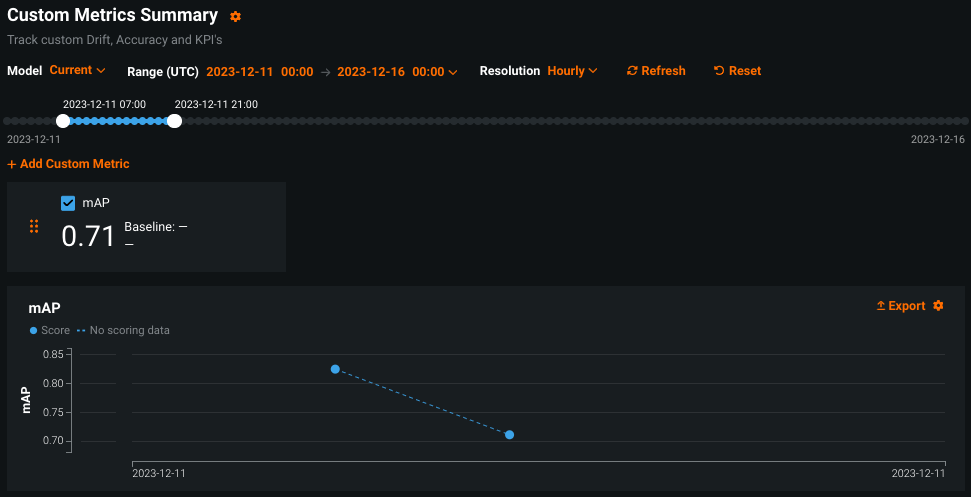 Custom Metrics Summary
Track custom Drift, Accuracy and KPI's
Model Current Range (UTC) 2023-12-11 00:00 → 2023-12-16 00:00 Resolution Hourly Refresh Reset
2023-12-11 07:00 2023-12-11 21:00
2023-12-11 2023-12-16
+ Add Custom Metric
mAP
0.71 Baseline: —
—
mAP
Export
Score No scoring data
0.85
0.80
0.75
0.70
mAP
2023-12-11 2023-12-11